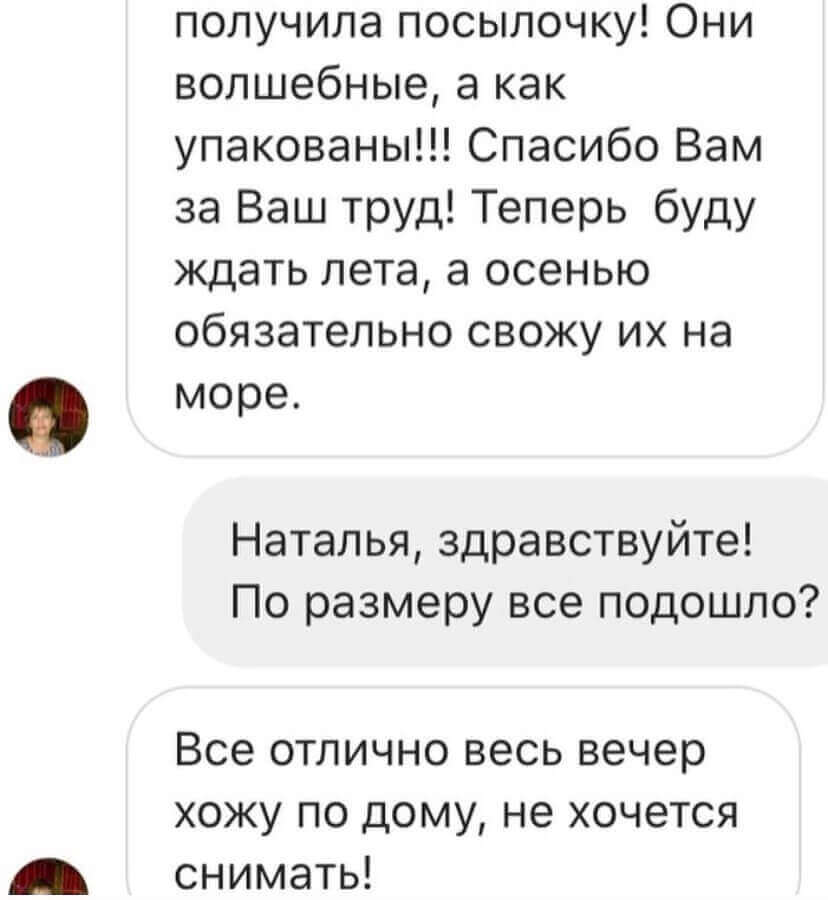 получила посылочку! Они
волшебные, а как
упакованы!!! Спасибо Вам
за Ваш труд! Теперь  буду
ждать лета, а осенью
обязательно свожу их на
море.
Наталья, здравствуйте!
По размеру все подошло?
Все отлично весь вечер
хожу по дому, не хочется
снимать!